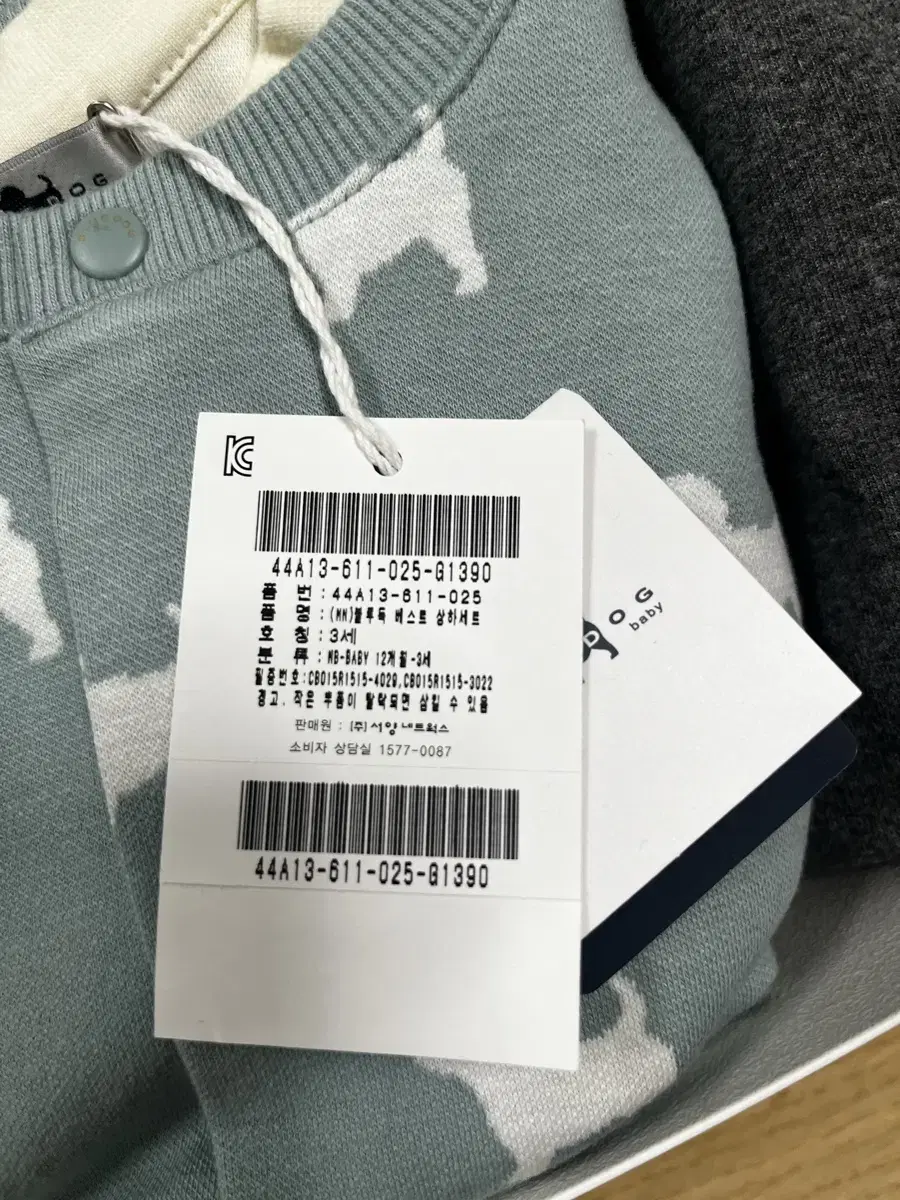 DOG
44A13-611-025-G1390
품 번 : 44A13-611-025
품 명 : (MM)블루독 베스트 상하세트
호 칭 : 3세
분 류 : MB-BABY 12개월-3세
필증번호:CB015R1515-4029,CB015R1515-3022
경고, 작은 부품이 탈락되면 삼킬 수 있음
판매원 : (주)서양네트웍스
소비자 상담실 1577-0087
44A13-611-025-G1390
DOG
baby